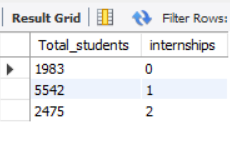 Result Grid Filter Rows:
Total_students internships
1983 0
5542 1
2475 2